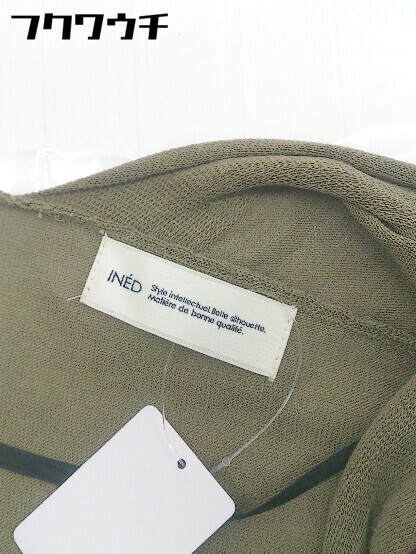 フクワウチ
INÉD
Style intellectuel.Belle silhouette.
Matière de bonne qualité.